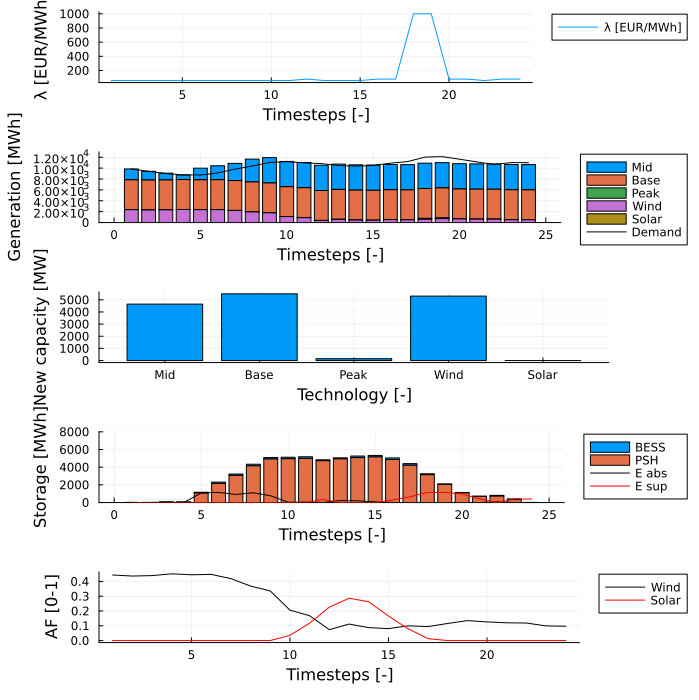 λ [EUR/MWh]
1000
800
600
400
200
5
10
15
20
Timesteps [-]
λ [EUR/MWh]
Generation [MWh]
1.20×10⁴
1.00×10⁴
8.00×10³
6.00×10³
4.00×10³
2.00×10³
0
0
5
10
15
20
25
Timesteps [-]
Mid
Base
Peak
Wind
Solar
Demand
New capacity [MW]
5000
4000
3000
2000
1000
0
Mid
Base
Peak
Wind
Solar
Technology [-]
Storage [MWh]
8000
6000
4000
2000
0
0
5
10
15
20
25
Timesteps [-]
BESS
PSH
E abs
E sup
AF [0-1]
0.4
0.3
0.2
0.1
0.0
5
10
15
20
Timesteps [-]
Wind
Solar